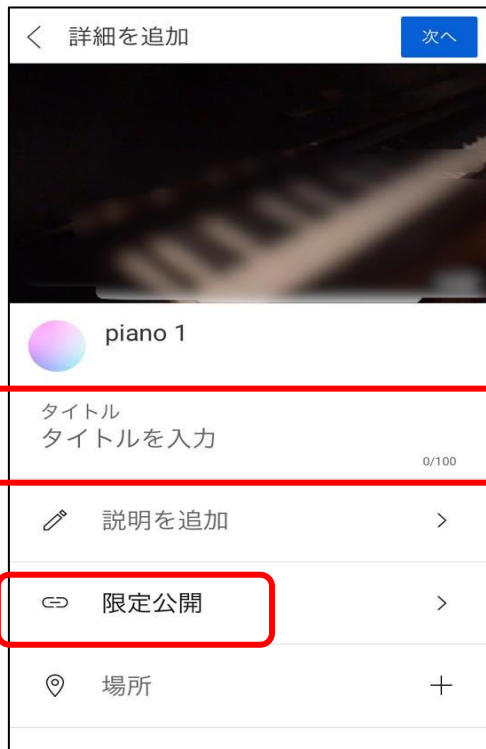 詳細を追加
次へ
piano 1
タイトル
タイトルを入力
0/100
説明を追加
限定公開
場所